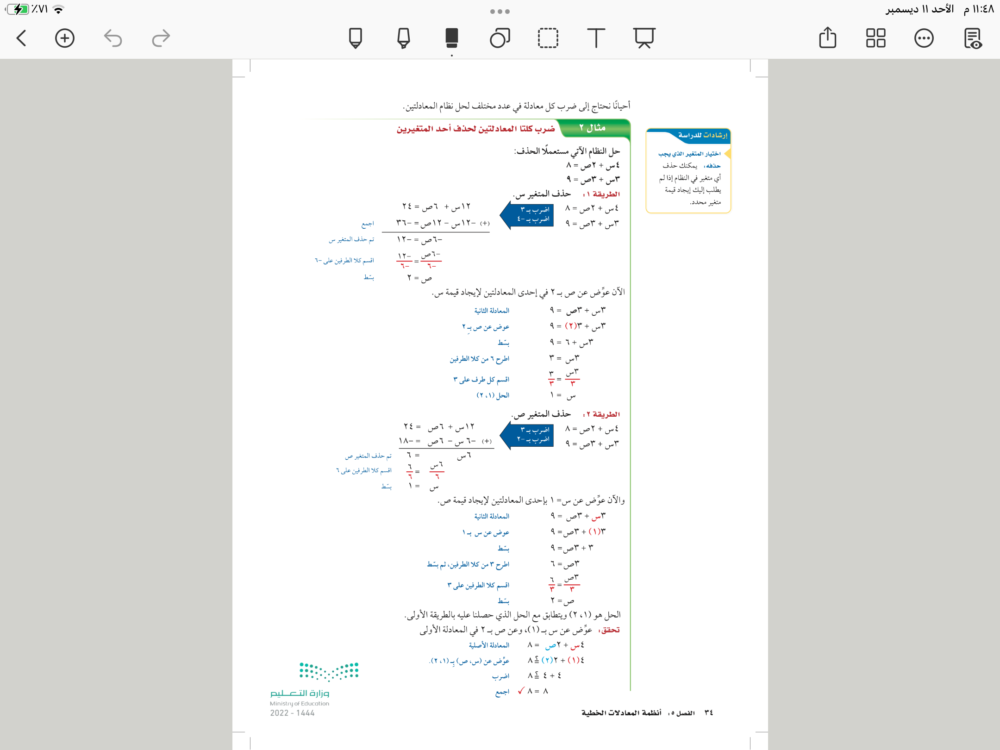 ١١:٤٨ م الأحد ١١ ديسمبر
٪٧١
أحيانًا نحتاج إلى ضرب كل معادلة في عدد مختلف لحل نظام المعادلتين.
مثال ٢ ضرب كلتا المعادلتين لحذف أحد المتغيرين
إرشادات للدراسة
اختيار المتغير الذي يجب
حذفه: يمكنك حذف
أي متغير في النظام إذا لم
يطلب إليك إيجاد قيمة
متغير محدد.
حل النظام الآتي مستعملًا الحذف:
٤س + ٢ص = ٨
٣س + ٣ص = ٩
الطريقة ١: حذف المتغير س.
٤س + ٢ص = ٨ اضرب بـ ٣ ١٢س + ٦ص = ٢٤
٣س + ٣ص = ٩ اضرب بـ −٤ (+) −١٢س − ١٢ص = −٣٦ اجمع
−٦ص = −١٢ تم حذف المتغير س
−٦ص/−٦ = −١٢/−٦ اقسم كلا الطرفين على −٦
ص = ٢ بسّط
الآن عوِّض عن ص بـ ٢ في إحدى المعادلتين لإيجاد قيمة س.
٣س + ٣ص = ٩ المعادلة الثانية
٣س + ٣(٢) = ٩ عوض عن ص بـِ ٢
٣س + ٦ = ٩ بسّط
٣س = ٣ اطرح ٦ من كلا الطرفين
٣س/٣ = ٣/٣ اقسم كل طرف على ٣
س = ١ الحل (١، ٢)
الطريقة ٢: حذف المتغير ص.
٤س + ٢ص = ٨ اضرب بـ ٣ ١٢س + ٦ص = ٢٤
٣س + ٣ص = ٩ اضرب بـ −٢ (+) −٦ س − ٦ص = −١٨
٦س = ٦ تم حذف المتغير ص
٦س/٦ = ٦/٦ اقسم كلا الطرفين على ٦
س = ١ بسّط
والآن عوِّض عن س= ١ بإحدى المعادلتين لإيجاد قيمة ص.
٣س + ٣ص = ٩ المعادلة الثانية
٣(١) + ٣ص = ٩ عوض عن س بـ ١
٣ + ٣ص = ٩ بسّط
٣ص = ٦ اطرح ٣ من كلا الطرفين، ثم بسّط
٣ص/٣ = ٦/٣ اقسم كلا الطرفين على ٣
ص = ٢ بسّط
الحل هو (١، ٢) ويتطابق مع الحل الذي حصلنا عليه بالطريقة الأولى.
تحقق: عوِّض عن س بـ (١)، وعن ص بـ ٢ في المعادلة الأولى
٤س + ٢ص = ٨ المعادلة الأصلية
٤(١) + ٢(٢) ≟ ٨ عوِّض عن (س، ص) بِـ (١، ٢).
٤ + ٤ ≟ ٨ اضرب
٨ = ٨ ✓ اجمع
وزارة التعليم
Ministry of Education
2022 - 1444
٣٤ الفصل ٥: أنظمة المعادلات الخطية